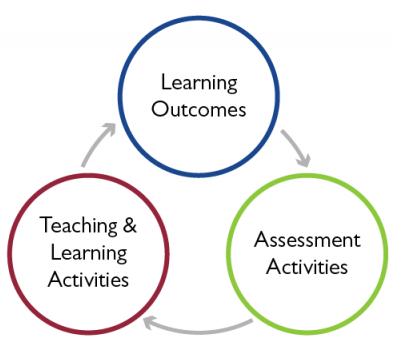 Learning
Outcomes
Assessment
Activities
Teaching &
Learning
Activities